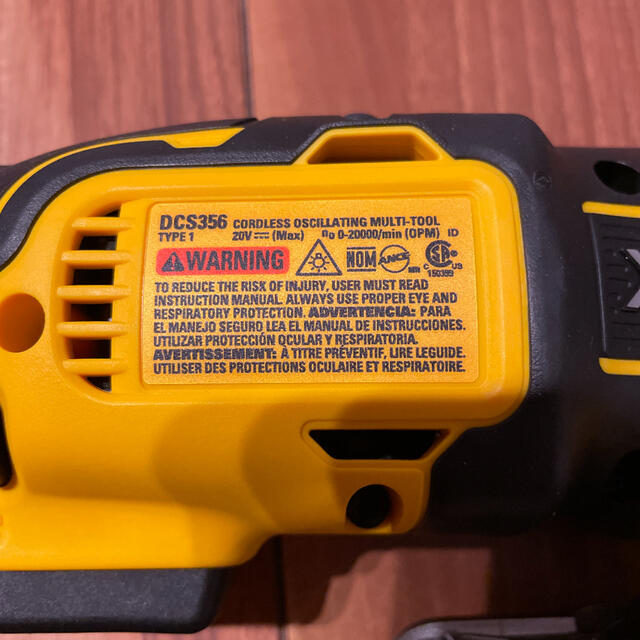 DCS356 CORDLESS OSCILLATING MULTI-TOOL
TYPE 1 20V ⎓ (Max) n₀ 0-20000/min (OPM) ID
⚠WARNING NOM ANCE C US
150399
TO REDUCE THE RISK OF INJURY, USER MUST READ
INSTRUCTION MANUAL. ALWAYS USE PROPER EYE AND
RESPIRATORY PROTECTION. ADVERTENCIA: PARA
EL MANEJO SEGURO LEA EL MANUAL DE INSTRUCCIONES.
UTILIZAR PROTECCIÓN OCULAR Y RESPIRATORIA.
AVERTISSEMENT: À TITRE PRÉVENTIF, LIRE LEGUIDE.
UTILISER DES PROTECTIONS OCULAIRE ET RESPIRATOIRE.
X